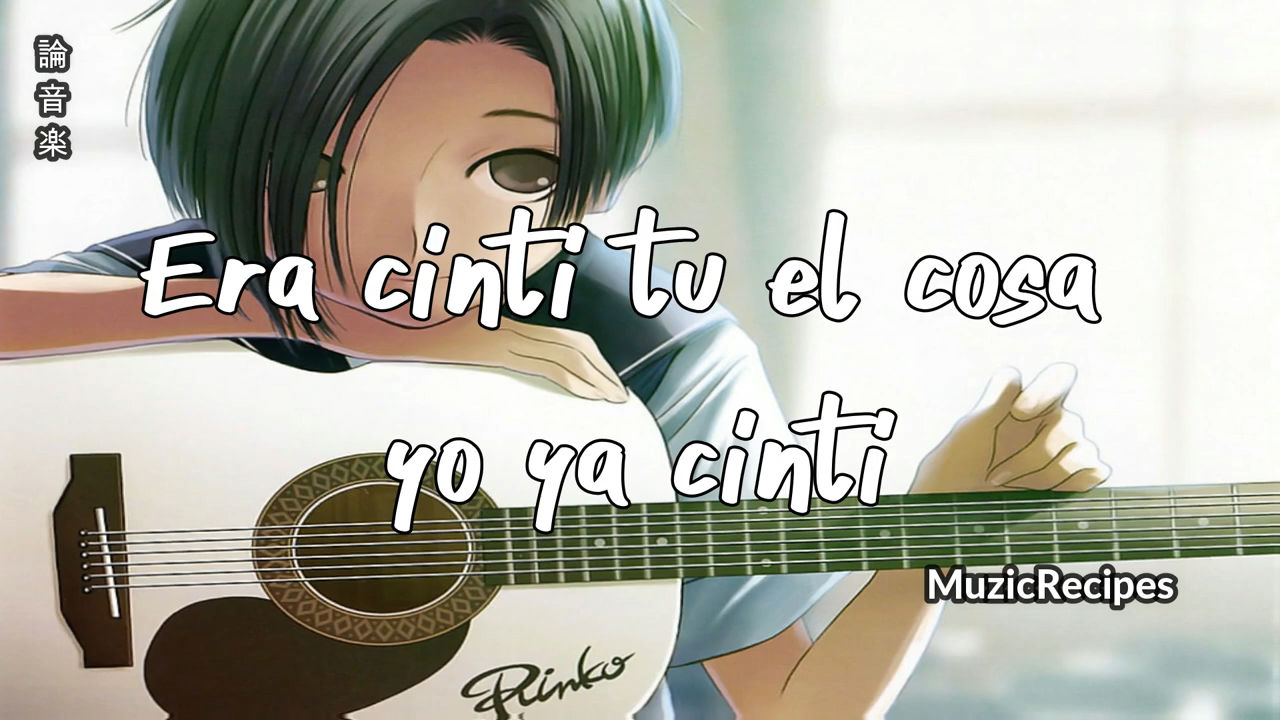 論音楽
Era cinti tu el cosa
yo ya cinti
MuzicRecipes
Rinko